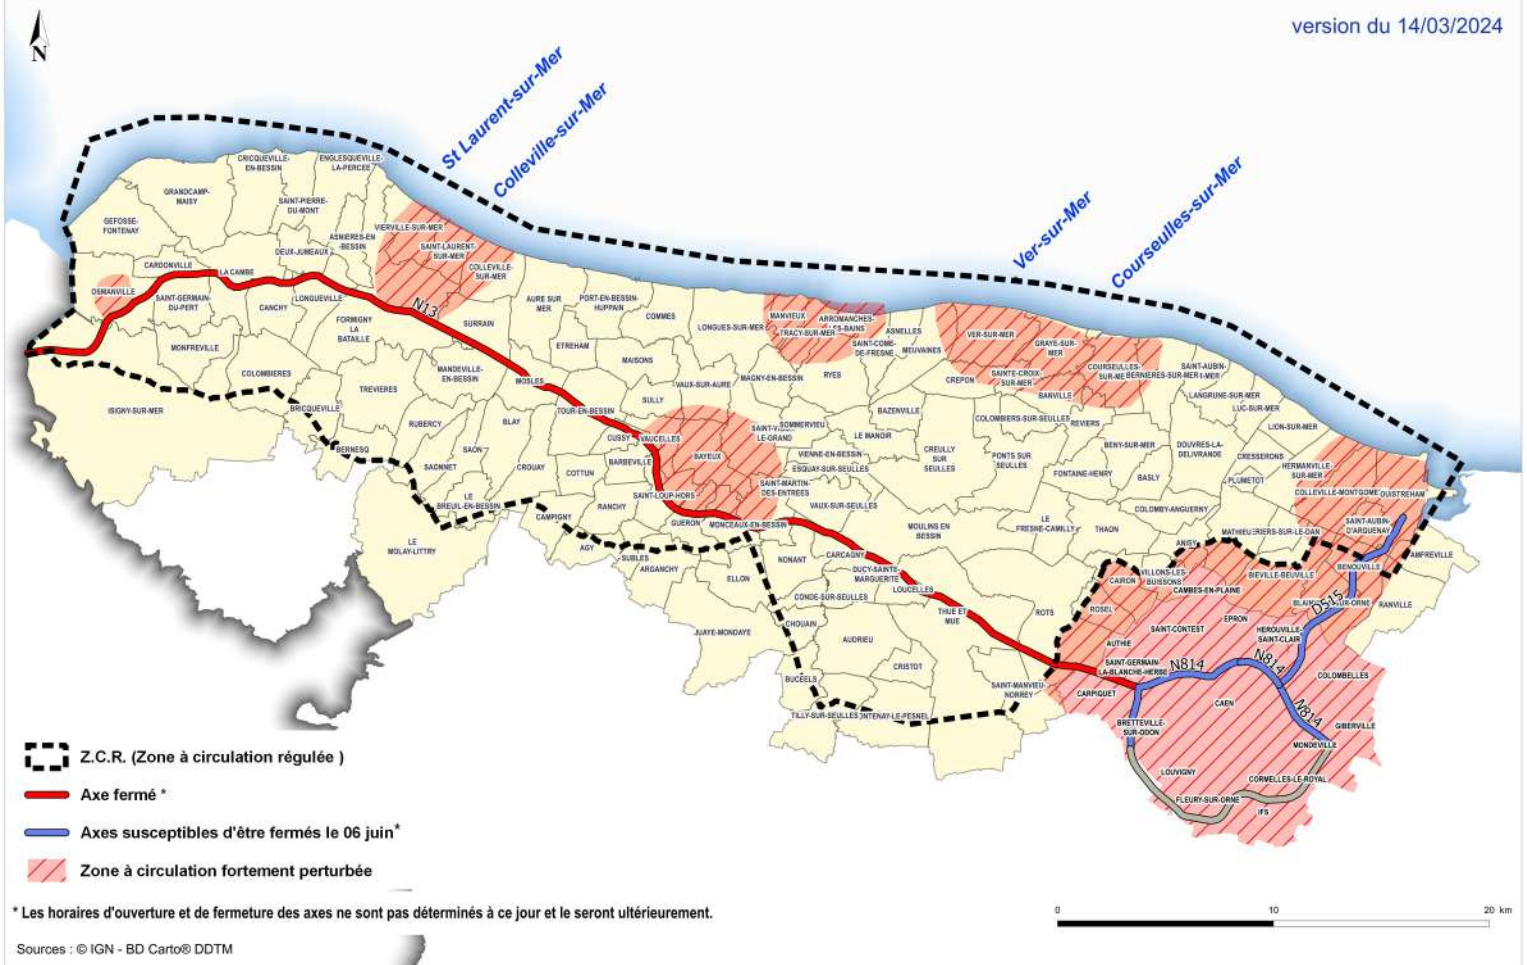 version du 14/03/2024
N
St Laurent-sur-Mer
Colleville-sur-Mer
Ver-sur-Mer
Courseulles-sur-Mer
CRICQUEVILLE-
EN-BESSIN
ENGLESQUEVILLE-
LA-PERCEE
GRANDCAMP-
MAISY
SAINT-PIERRE-
DU-MONT
GEFOSSE-
FONTENAY
ASNIERES-EN
-BESSIN
VIERVILLE-SUR-MER
SAINT-LAURENT-
SUR-MER
DEUX-JUMEAUX
COLLEVILLE-
SUR-MER
CARDONVILLE
LA CAMBE
OSMANVILLE
SAINT-GERMAIN-
DU-PERT
CANCHY
LONGUEVILLE
N13
FORMIGNY
LA
BATAILLE
SURRAIN
AURE SUR
MER
PORT-EN-BESSIN-
HUPPAIN
COMMES
LONGUES-SUR-MER
MANVIEUX
TRACY-SUR-MER
ARROMANCHES-
LES-BAINS
SAINT-COME-
DE-FRESNE
ASNELLES
MEUVAINES
VER-SUR-MER
GRAYE-SUR-
MER
SAINTE-CROIX-
SUR-MER
COURSEULLES-
SUR-ME
BERNIERES-SUR-MER
SAINT-AUBIN-
T-MER
LANGRUNE-SUR-MER
LUC-SUR-MER
LION-SUR-MER
MONFREVILLE
COLOMBIERES
ETREHAM
MAISONS
MANDEVILLE-
EN-BESSIN
MOSLES
TREVIERES
SULLY
VAUX-SUR-AURE
MAGNY-EN-BESSIN
RYES
CREPON
BANVILLE
ISIGNY-SUR-MER
BRICQUEVILLE
BERNESQ
RUBERCY
BLAY
TOUR-EN-BESSIN
CUSSY
VAUCELLES
BAYEUX
LE-GRAND
SOMMERVIEU
BAZENVILLE
LE MANOIR
COLOMBIERS-SUR-SEULLES
REVIERS
BENY-SUR-MER
DOUVRES-LA-
DELIVRANDE
CRESSERONS
HERMANVILLE-
SUR-MER
SAONNET
SAON
CROUAY
COTTUN
BARBEVILLE
VIENNE-EN-BESSIN
ESQUAY-SUR-SEULLES
CREULLY
SUR
SEULLES
PONTS SUR
SEULLES
FONTAINE-HENRY
BASLY
PLUMETOT
COLLEVILLE-MONTGOME
OUISTREHAM
LE
BREUIL-EN-BESSIN
RANCHY
SAINT-LOUP-HORS
SAINT-MARTIN-
DES-ENTREES
VAUX-SUR-SEULLES
COLOMBY-ANGUERNY
CAMPIGNY
GUERON
MONCEAUX-EN-BESSIN
MOULINS EN
BESSIN
LE
FRESNE-CAMILLY
THAON
ANISY
MATHIEU
ERIERS-SUR-LE-DAN
SAINT-AUBIN-
D'ARQUENAY
LE
MOLAY-LITTRY
AGY
SUBLES
ARGANCHY
ELLON
NONANT
CARCAGNY
DUCY-SAINTE-
MARGUERITE
LOUCELLES
CAIRON
VILLONS-LES-
BUISSONS
CAMBES-EN-PLAINE
BIEVILLE-BEUVILLE
BENOUVILLE
AMFREVILLE
CONDE-SUR-SEULLES
THUE ET
MUE
ROTS
ROSEL
EPRON
BLAIN
UR-ORNE
D515
RANVILLE
JUAYE-MONDAYE
CHOUAIN
AUDRIEU
CRISTOT
AUTHIE
SAINT-CONTEST
HEROUVILLE-
SAINT-CLAIR
SAINT-GERMAIN-
LA-BLANCHE-HERBE
N814
N814
COLOMBELLES
BUCEELS
SAINT-MANVIEU-
NORREY
CARPIQUET
CAEN
N814
GIBERVILLE
TILLY-SUR-SEULLES
ONTENAY-LE-PESNEL
BRETTEVILLE-
SUR-ODON
MONDEVILLE
LOUVIGNY
CORMELLES-LE-ROYAL
FLEURY-SUR-ORNE
IFS
Z.C.R. (Zone à circulation régulée )
Axe fermé *
Axes susceptibles d'être fermés le 06 juin*
Zone à circulation fortement perturbée
* Les horaires d'ouverture et de fermeture des axes ne sont pas déterminés à ce jour et le seront ultérieurement.
0 10 20 km
Sources : © IGN - BD Carto® DDTM